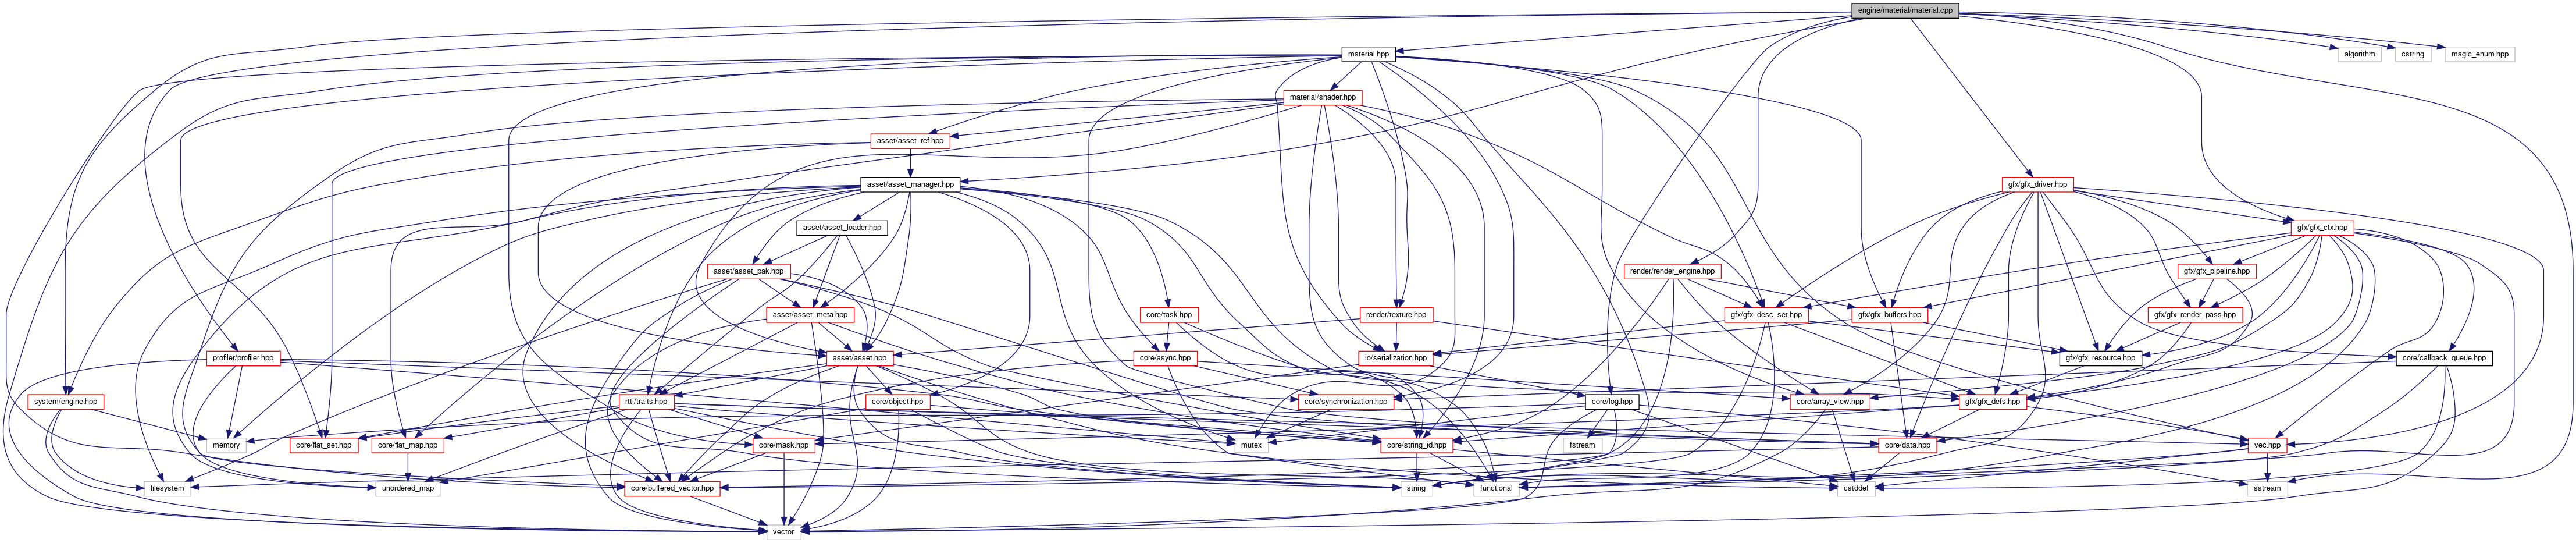 engine/material/material.cpp
material.hpp
algorithm
cstring
magic_enum.hpp
material/shader.hpp
asset/asset_ref.hpp
asset/asset_manager.hpp
gfx/gfx_driver.hpp
asset/asset_loader.hpp
gfx/gfx_ctx.hpp
asset/asset_pak.hpp
render/render_engine.hpp
gfx/gfx_pipeline.hpp
asset/asset_meta.hpp
core/task.hpp
render/texture.hpp
gfx/gfx_desc_set.hpp
gfx/gfx_buffers.hpp
gfx/gfx_render_pass.hpp
profiler/profiler.hpp
asset/asset.hpp
core/async.hpp
io/serialization.hpp
gfx/gfx_resource.hpp
core/callback_queue.hpp
system/engine.hpp
rtti/traits.hpp
core/object.hpp
core/synchronization.hpp
core/log.hpp
core/array_view.hpp
gfx/gfx_defs.hpp
memory
core/flat_set.hpp
core/flat_map.hpp
core/mask.hpp
mutex
core/string_id.hpp
fstream
core/data.hpp
vec.hpp
filesystem
unordered_map
core/buffered_vector.hpp
string
functional
cstddef
sstream
vector